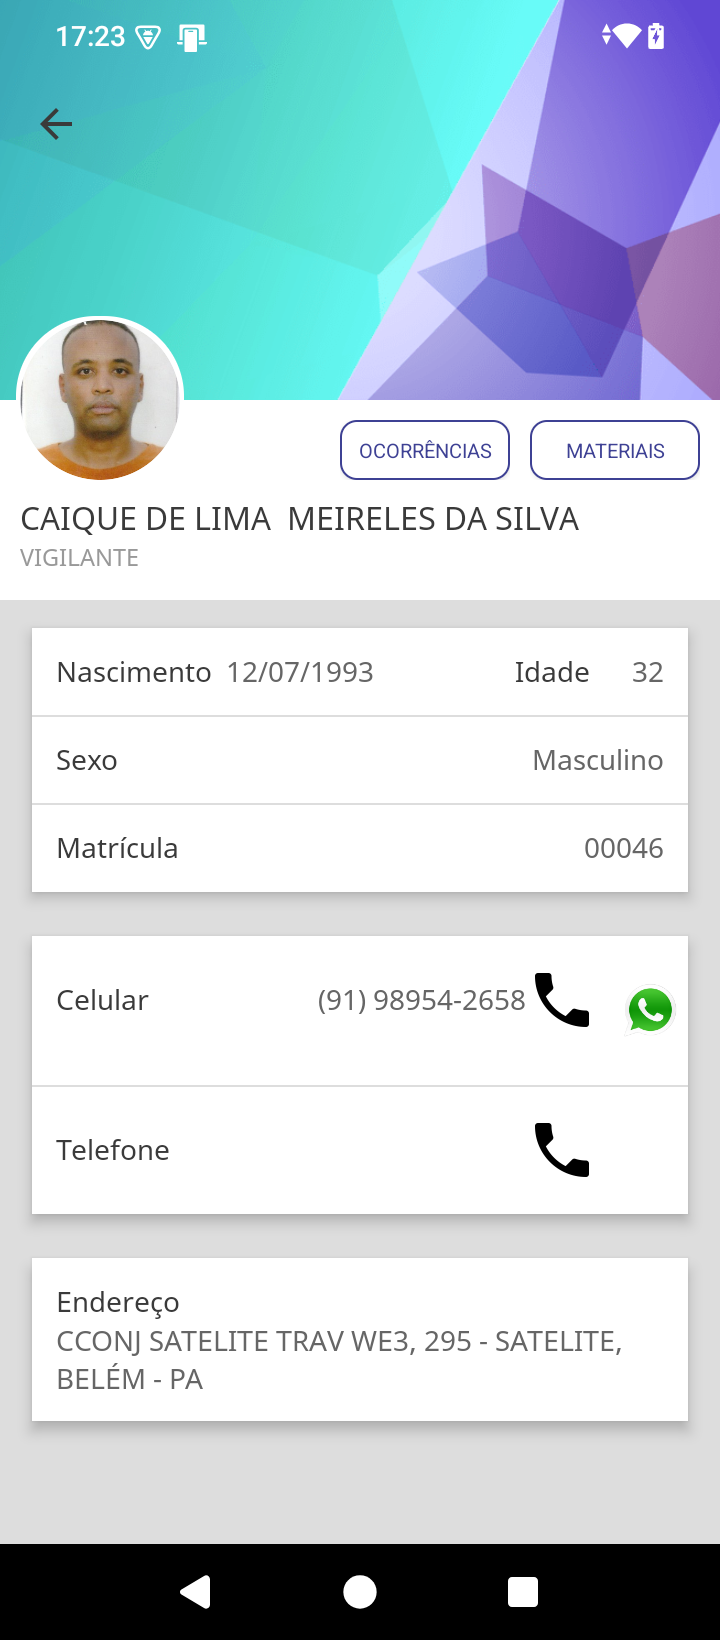 17:23
OCORRÊNCIAS MATERIAIS
CAIQUE DE LIMA  MEIRELES DA SILVA
VIGILANTE
Nascimento 12/07/1993 Idade 32
Sexo Masculino
Matrícula 00046
Celular (91) 98954-2658
Telefone
Endereço
CCONJ SATELITE TRAV WE3, 295 - SATELITE,
BELÉM - PA